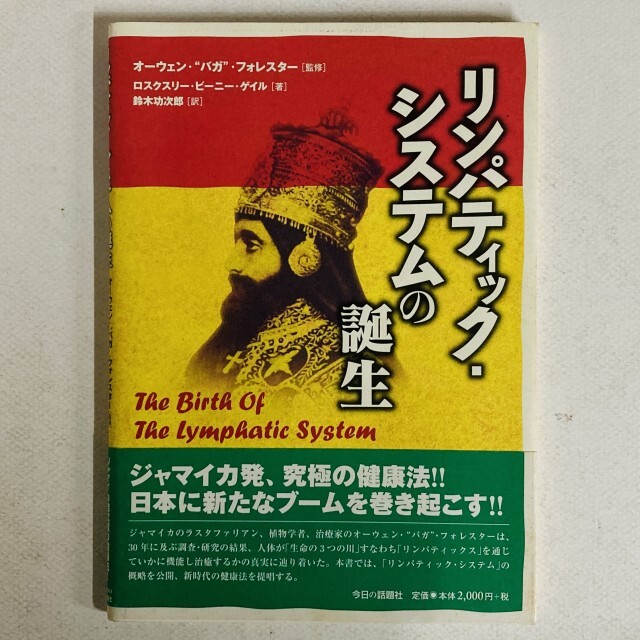 オーウェン・“バガ”・フォレスター［監修］
ロスクスリー・ビーニー・ゲイル［著］
鈴木功次郎［訳］
リンパティック・
システムの
誕生
The Birth Of
The Lymphatic System
ジャマイカ発、究極の健康法!!
日本に新たなブームを巻き起こす!!
ジャマイカのラスタファリアン、植物学者、治療家のオーウェン・“バガ”・フォレスターは、
30年に及ぶ調査・研究の結果、人体が「生命の3つの川」すなわち「リンパティックス」を通じ
ていかに機能し治癒するかの真実に辿り着いた。本書では、「リンパティック・システム」の
概略を公開、新時代の健康法を提唱する。
今日の話題社　定価◉本体2,000円+税